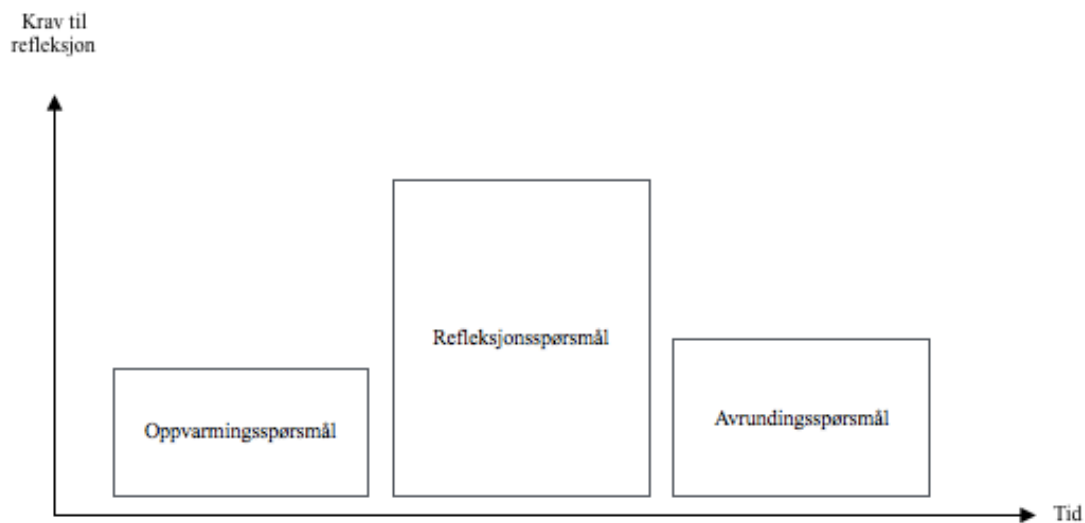 Krav til
refleksjon
Refleksjonsspørsmål
Oppvarmingsspørsmål
Avrundingsspørsmål
Tid